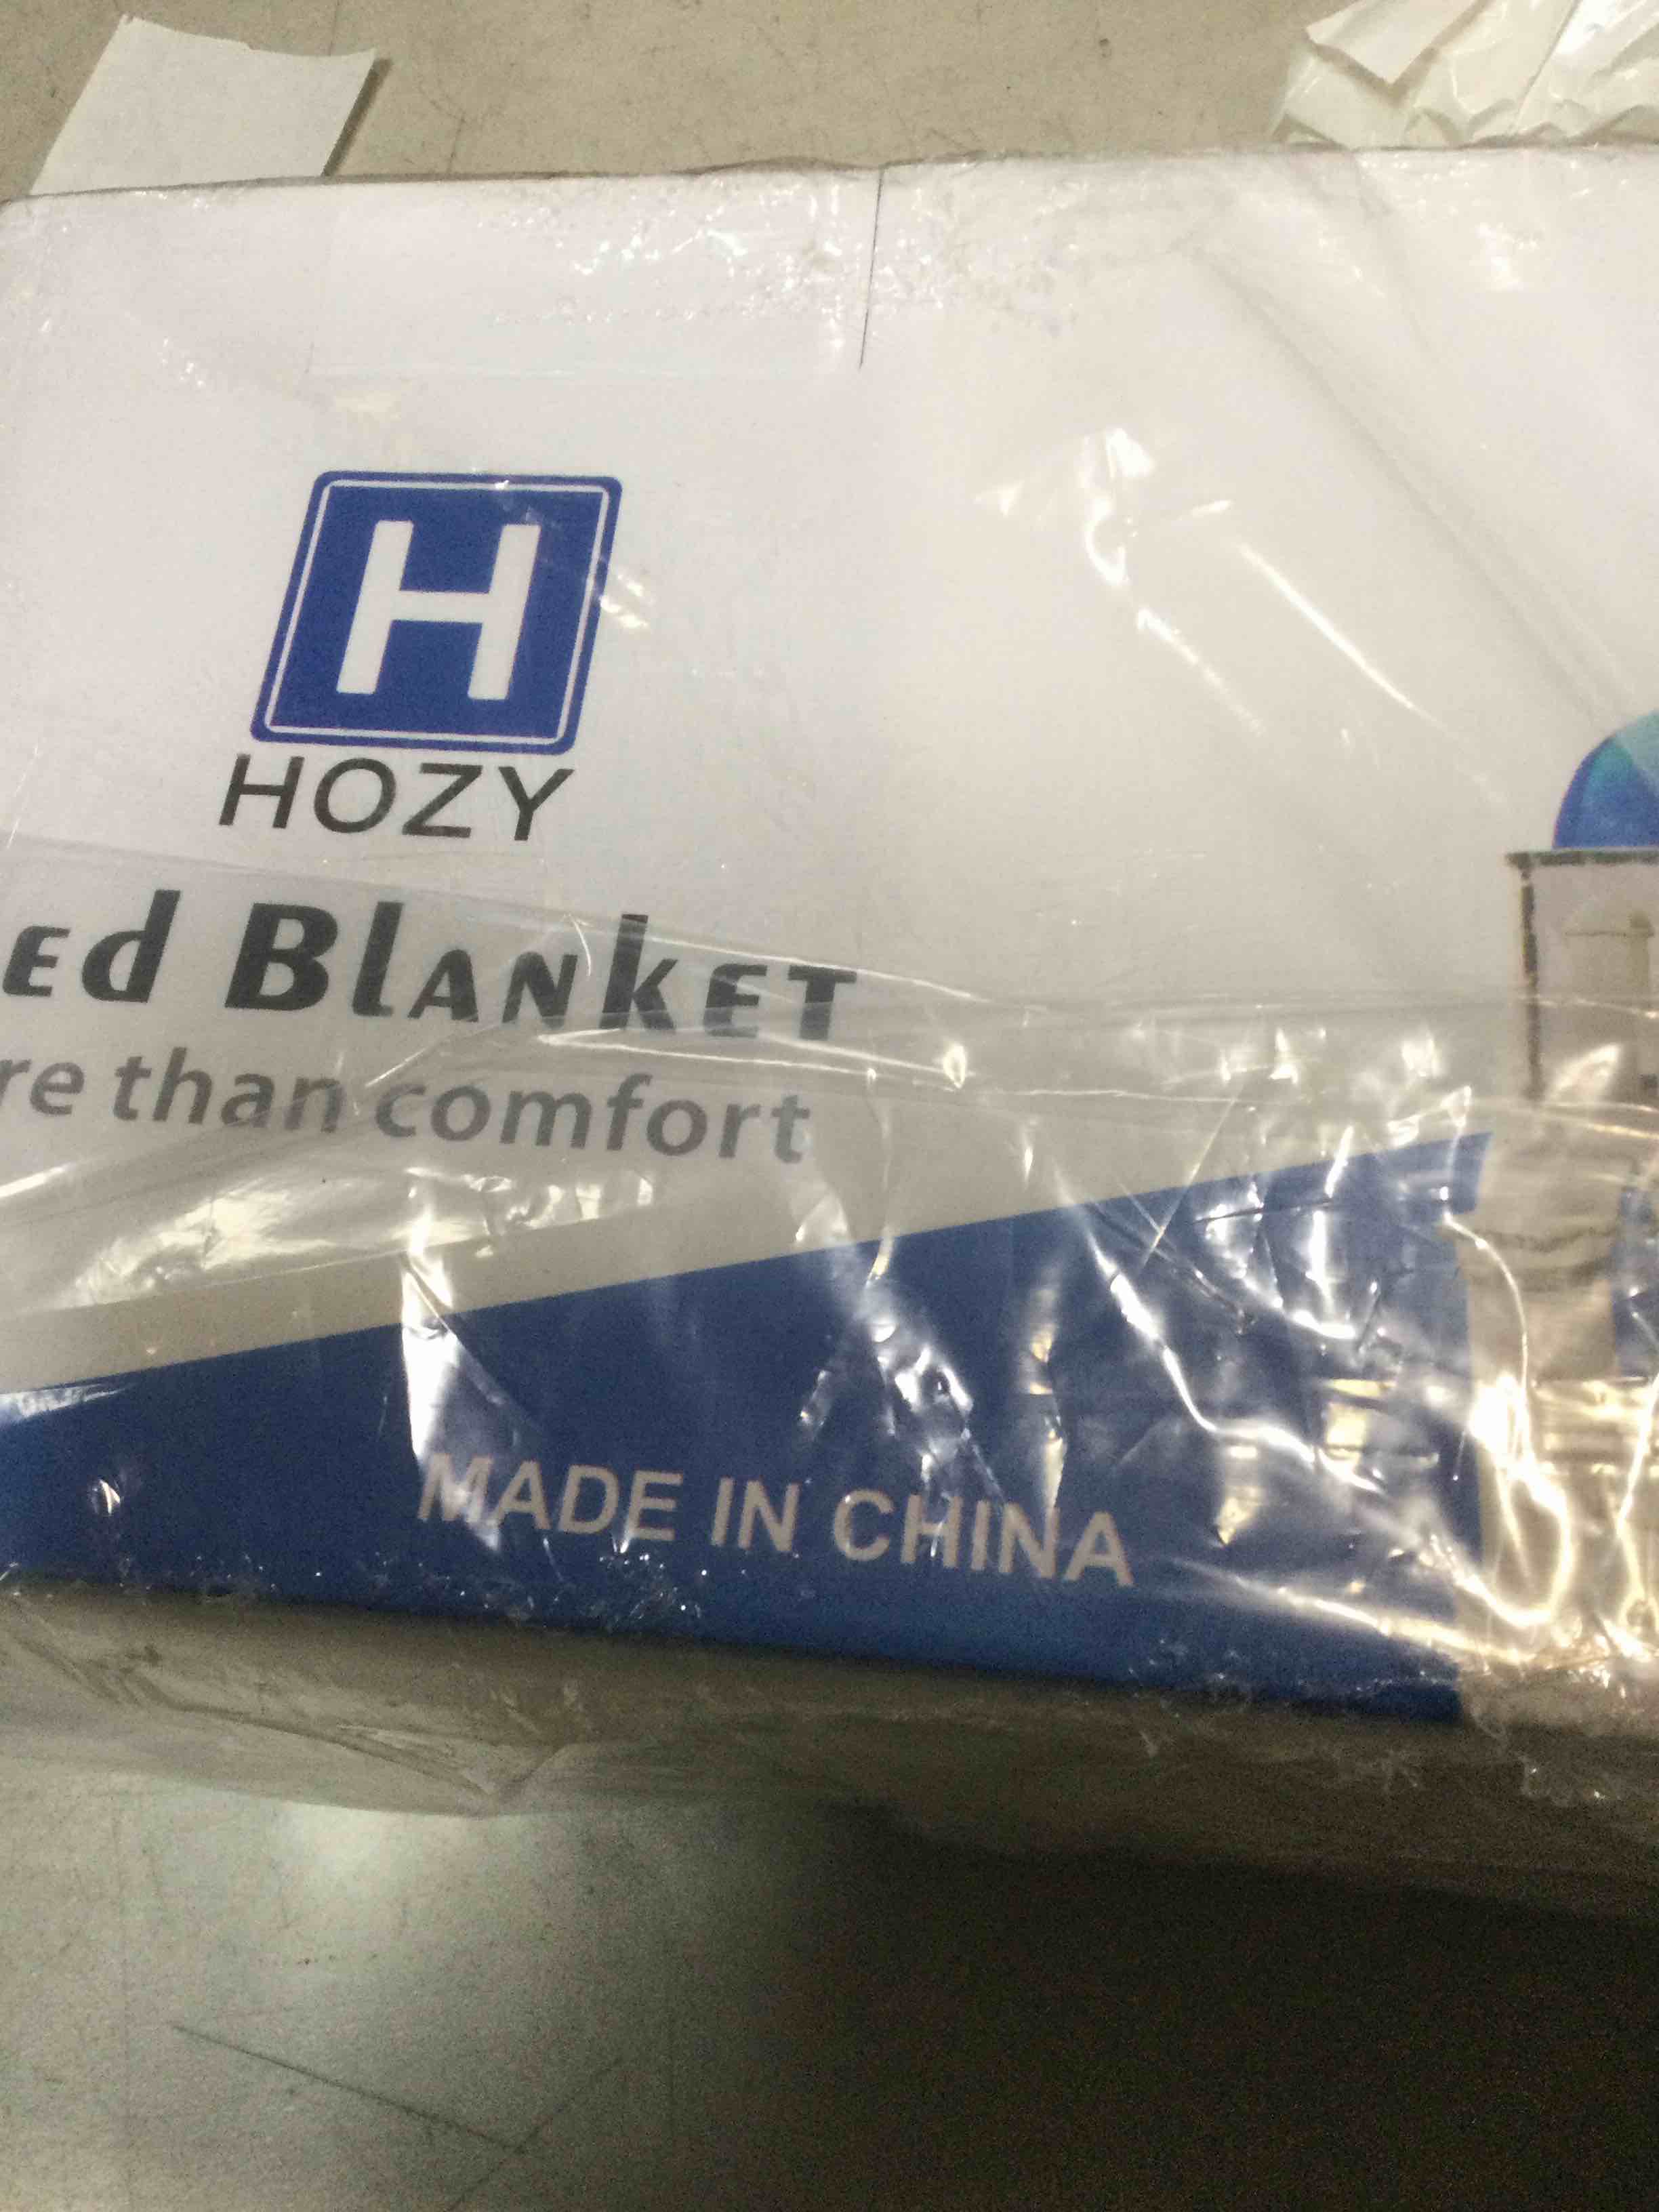 H
HOZY
ed Blanket
re than comfort
MADE IN CHINA